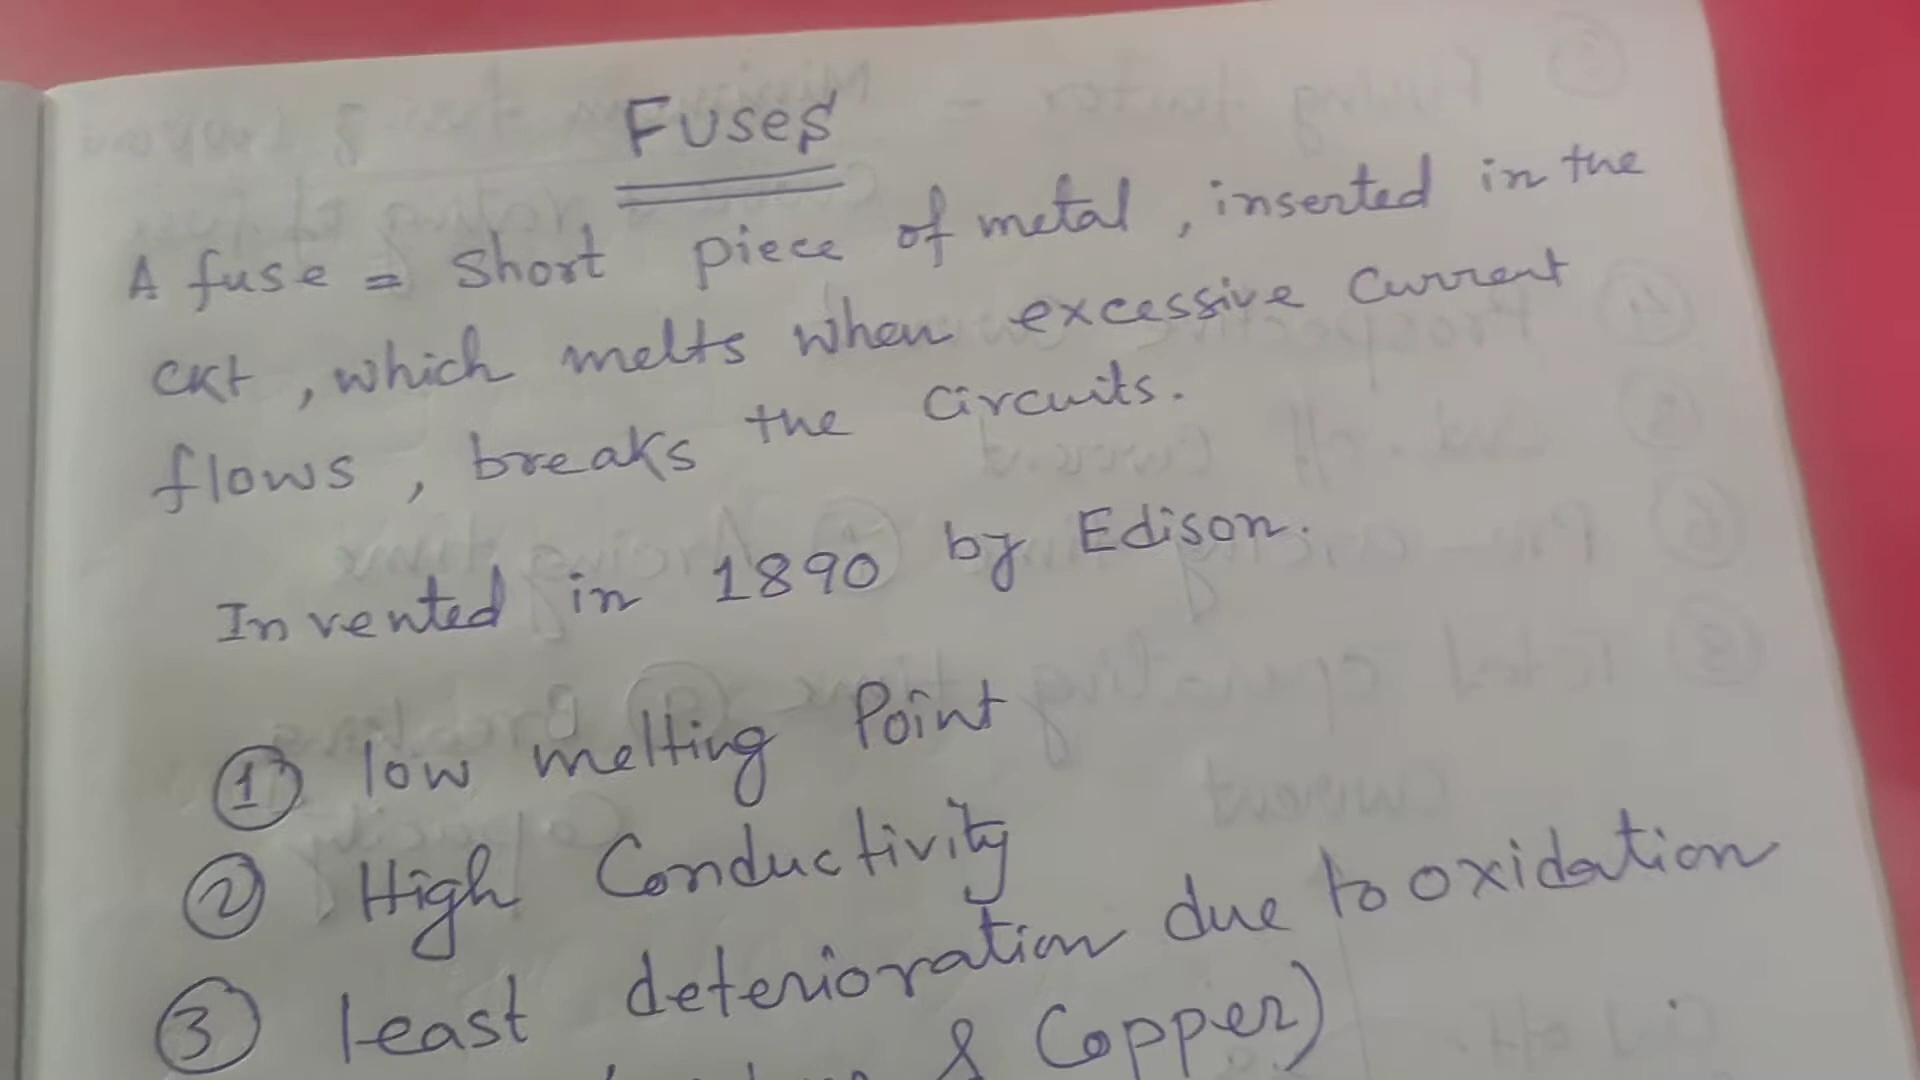 Fuses
A fuse = Short piece of metal, inserted in the
ckt, which melts when excessive current
flows, breaks the circuits.
Invented in 1890 by Edison.
① low melting Point
② High Conductivity
③ least deterioration due to oxidation
& Copper)